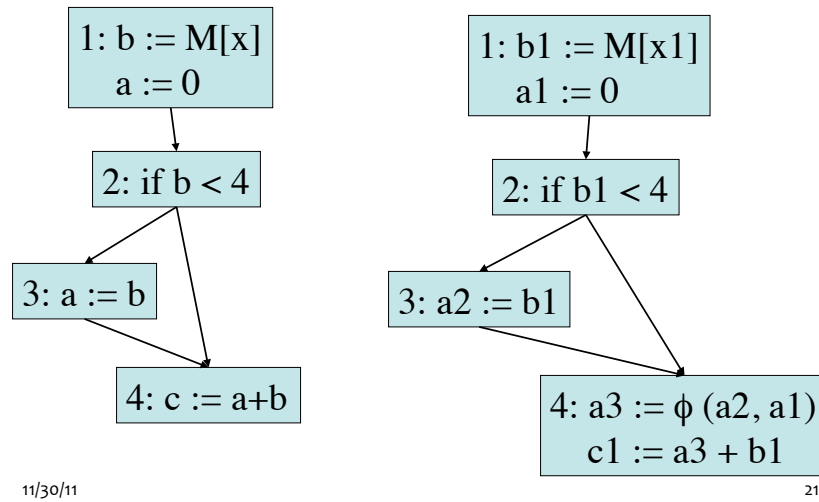 1: b := M[x]
a := 0
2: if b < 4
3: a := b
4: c := a+b
1: b1 := M[x1]
a1 := 0
2: if b1 < 4
3: a2 := b1
4: a3 := ϕ (a2, a1)
c1 := a3 + b1
11/30/11
21